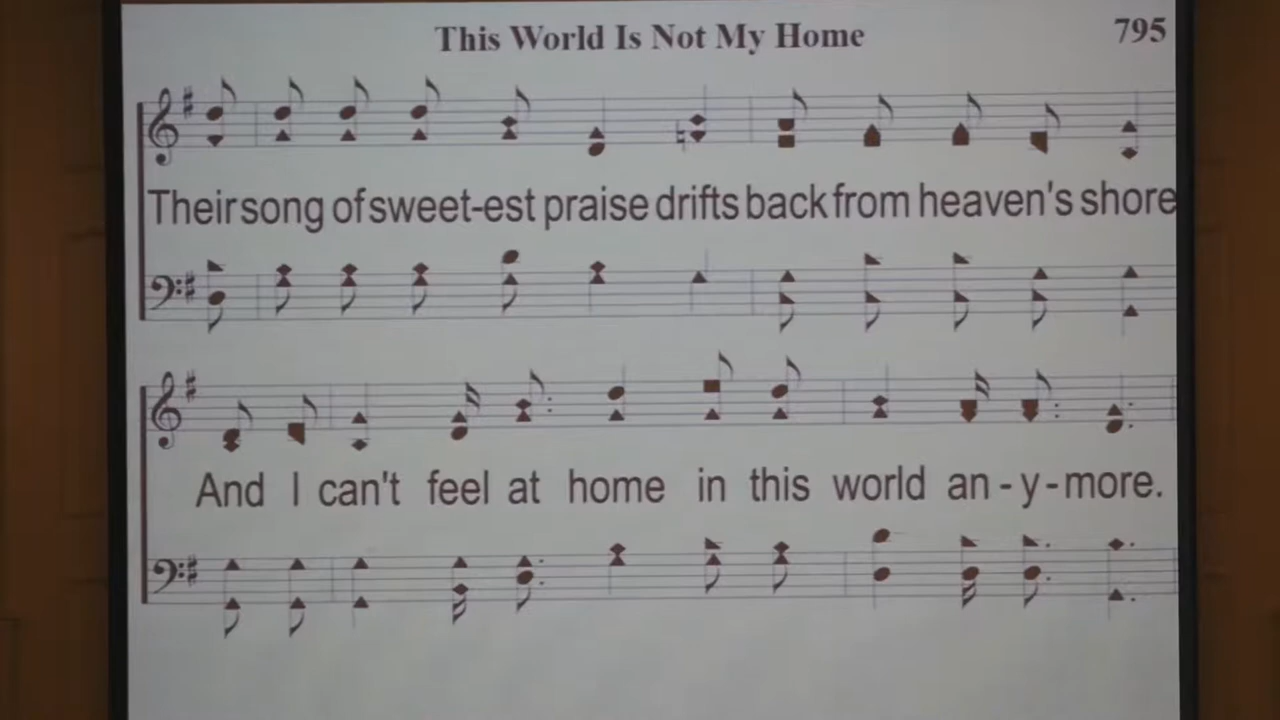 This World Is Not My Home 795
Their song of sweet-est praise drifts back from heaven's shore
And I can't feel at home in this world an-y-more.